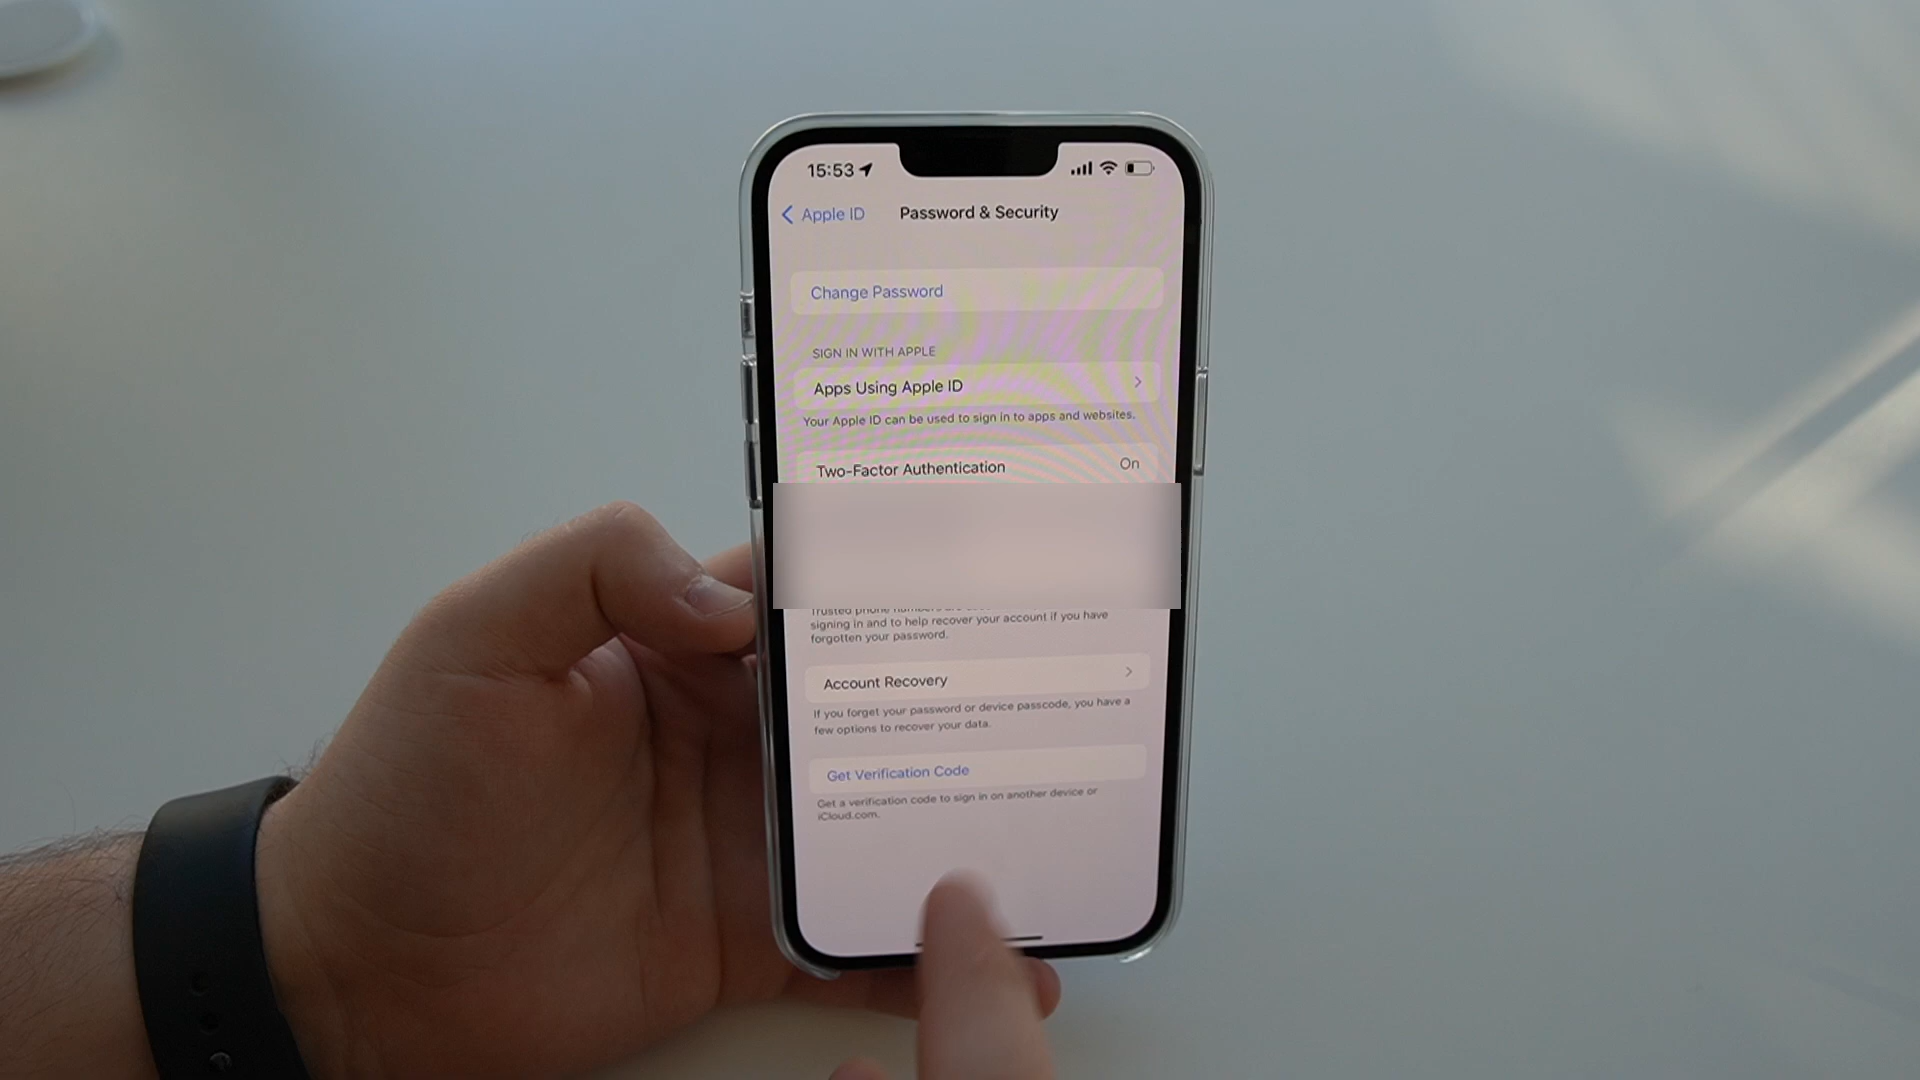 15:53
Apple ID Password & Security
Change Password
SIGN IN WITH APPLE
Apps Using Apple ID
Your Apple ID can be used to sign in to apps and websites.
Two-Factor Authentication On
Trusted phone numbers are
signing in and to help recover your account if you have
forgotten your password.
Account Recovery
If you forget your password or device passcode, you have a
few options to recover your data.
Get Verification Code
Get a verification code to sign in on another device or
iCloud.com.